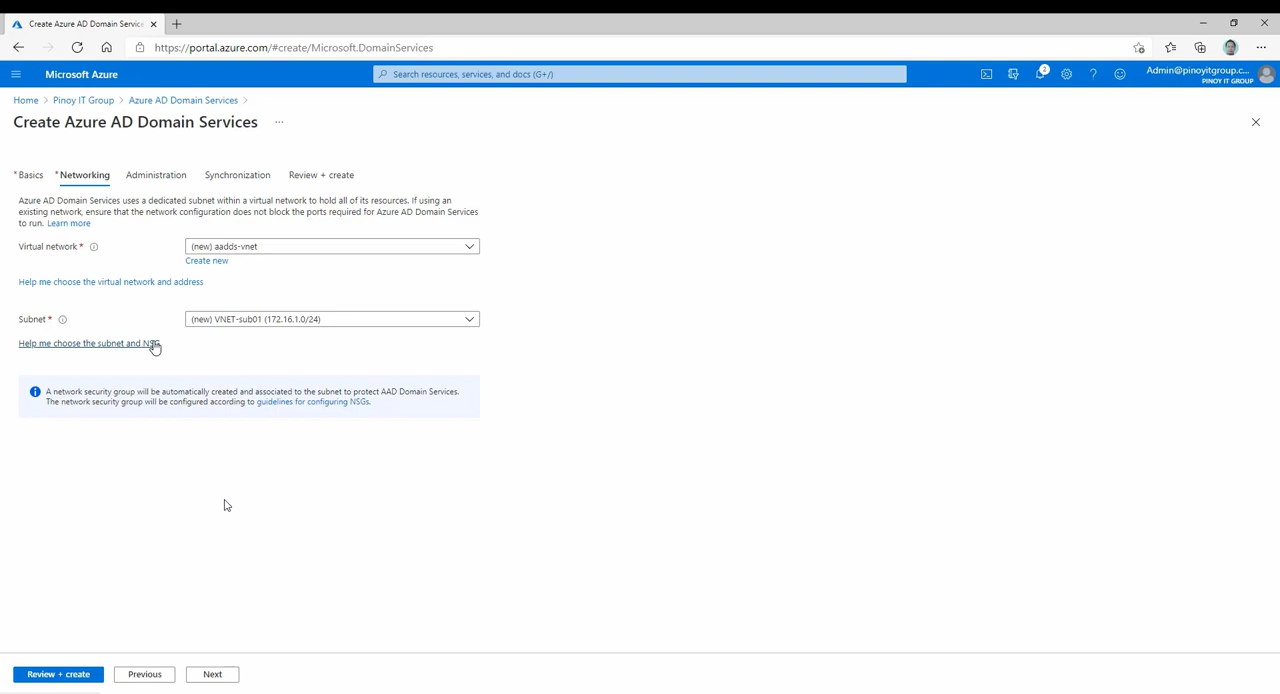 Create Azure AD Domain Service
https://portal.azure.com/#create/Microsoft.DomainServices
Microsoft Azure
Search resources, services, and docs (G+/)
2
Admin@pinoyitgroup.c...
PINOY IT GROUP
Home > Pinoy IT Group > Azure AD Domain Services >
Create Azure AD Domain Services ...
* Basics * Networking Administration Synchronization Review + create
Azure AD Domain Services uses a dedicated subnet within a virtual network to hold all of its resources. If using an
existing network, ensure that the network configuration does not block the ports required for Azure AD Domain Services
to run. Learn more
Virtual network * (new) aadds-vnet
Create new
Help me choose the virtual network and address
Subnet * (new) VNET-sub01 (172.16.1.0/24)
Help me choose the subnet and NSG
A network security group will be automatically created and associated to the subnet to protect AAD Domain Services.
The network security group will be configured according to guidelines for configuring NSGs.
Review + create Previous Next